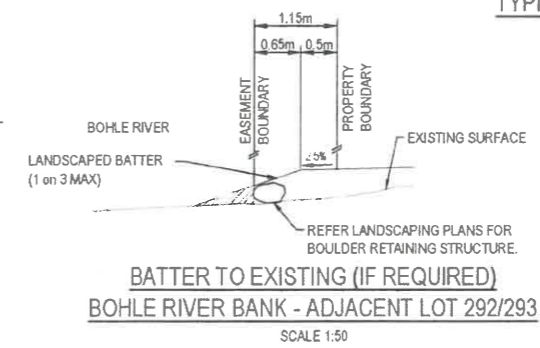 TYPE
1.15m
0.65m 0.5m
EASEMENT
BOUNDARY
PROPERTY
BOUNDARY
BOHLE RIVER
EXISTING SURFACE
LANDSCAPED BATTER
(1 on 3 MAX)
REFER LANDSCAPING PLANS FOR
BOULDER RETAINING STRUCTURE.
BATTER TO EXISTING (IF REQUIRED)
BOHLE RIVER BANK - ADJACENT LOT 292/293
SCALE 1:50